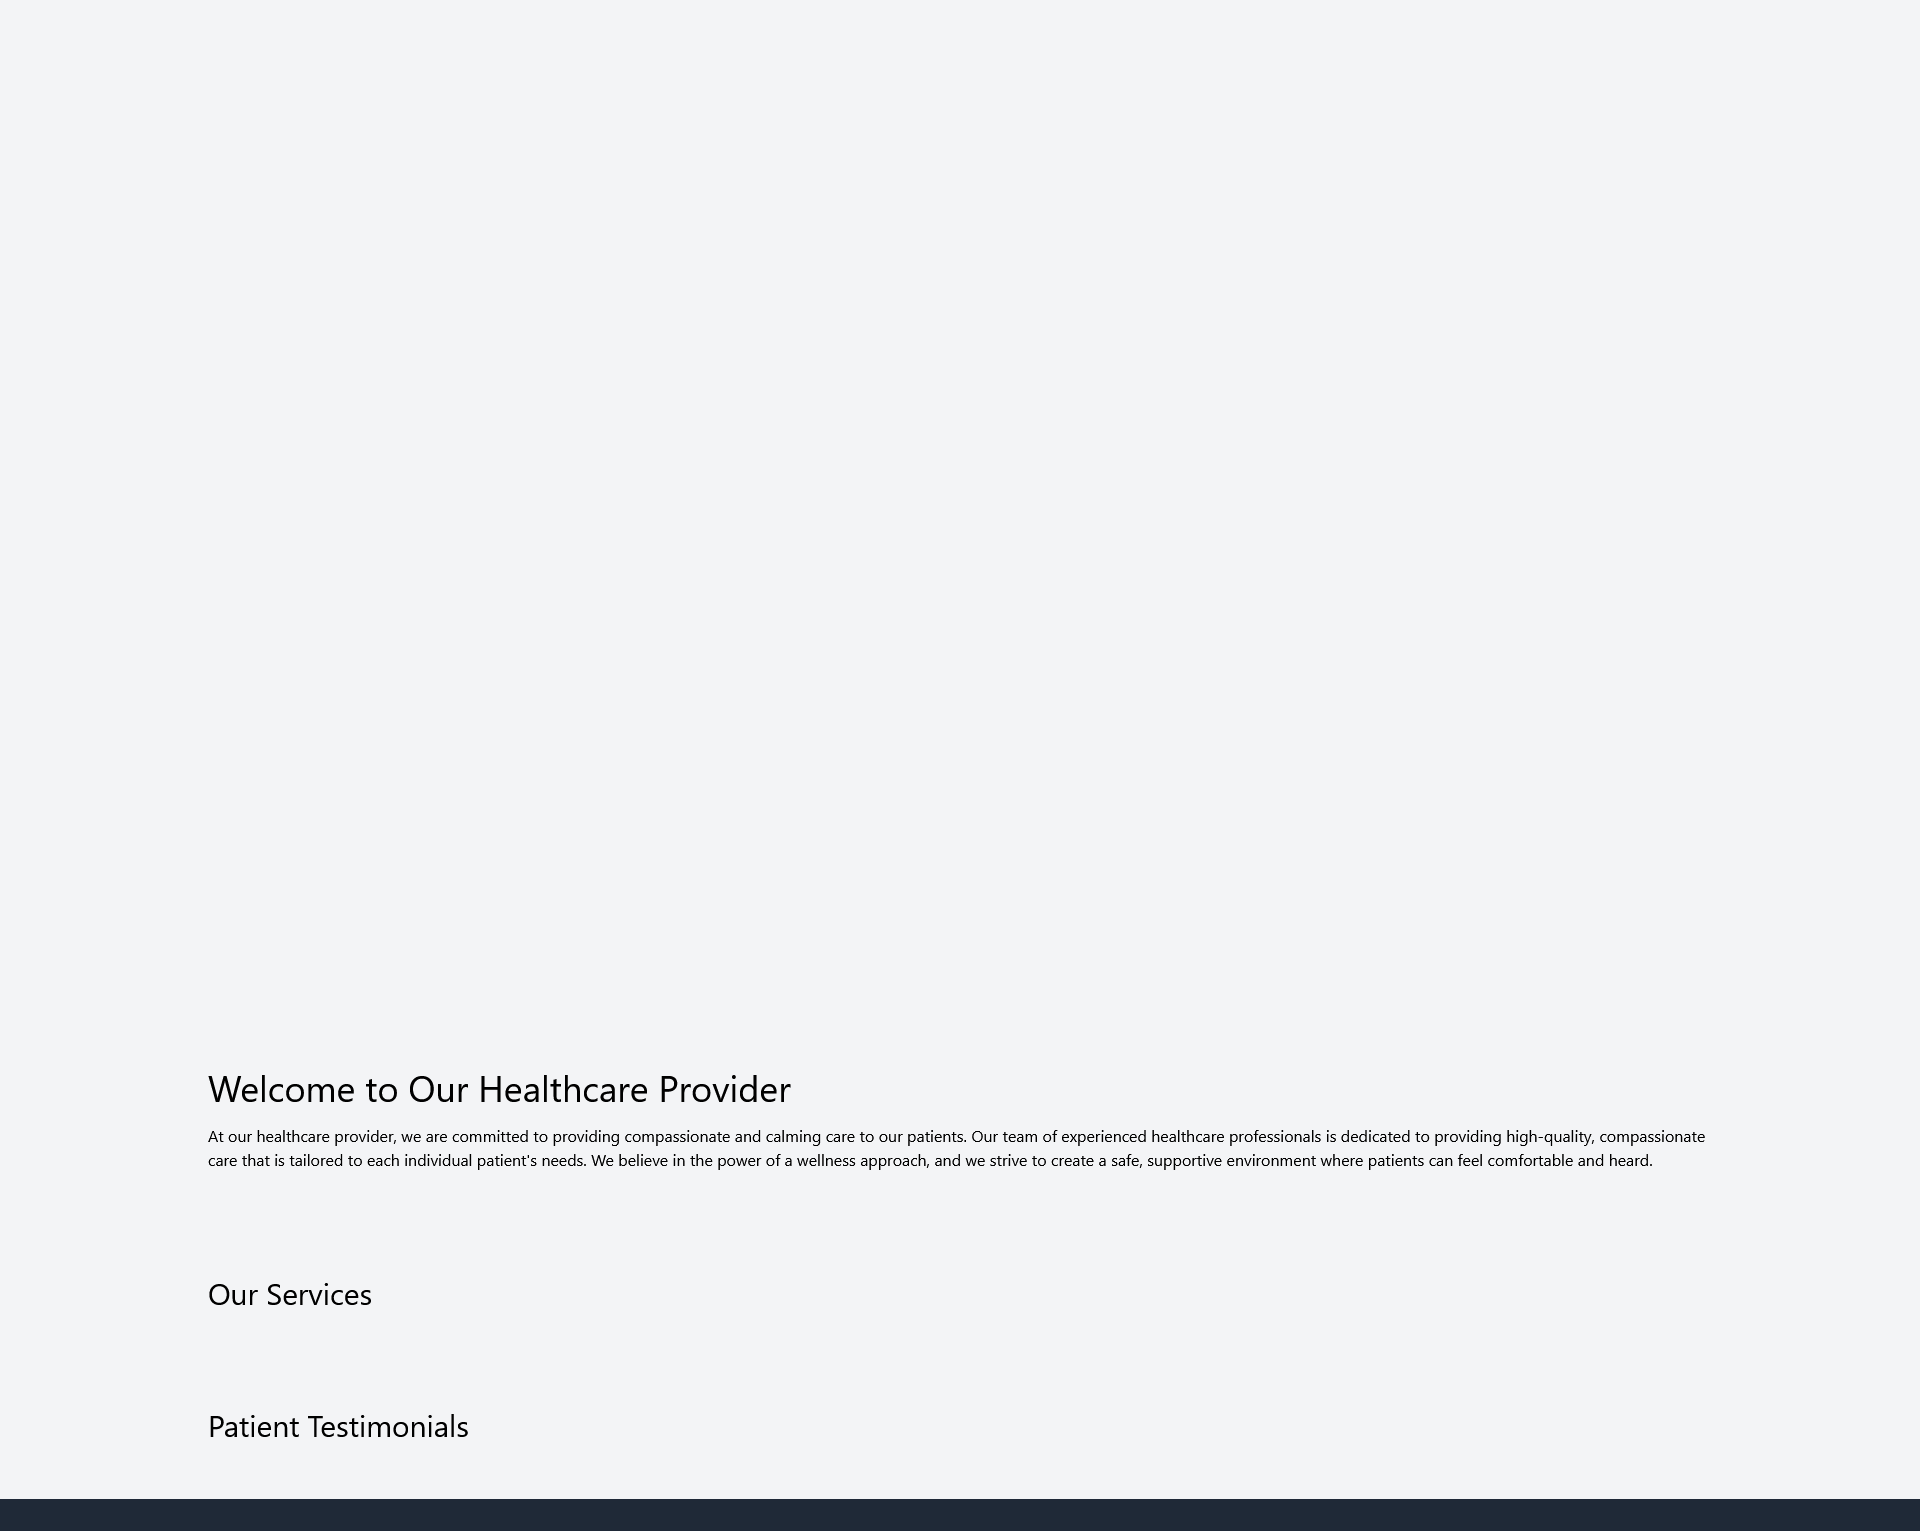 Welcome to Our Healthcare Provider
At our healthcare provider, we are committed to providing compassionate and calming care to our patients. Our team of experienced healthcare professionals is dedicated to providing high-quality, compassionate
care that is tailored to each individual patient's needs. We believe in the power of a wellness approach, and we strive to create a safe, supportive environment where patients can feel comfortable and heard.
Our Services
Patient Testimonials